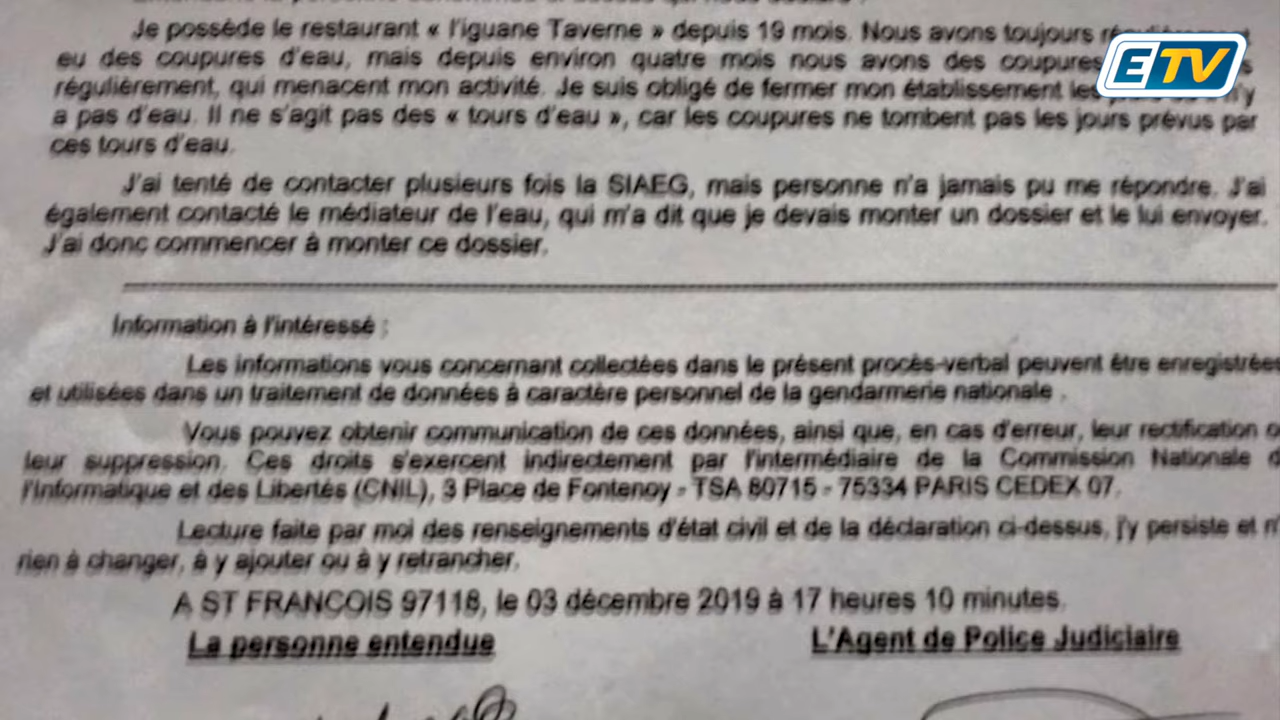 Je possède le restaurant « l'iguane Taverne » depuis 19 mois. Nous avons toujours
ETV
eu des coupures d'eau, mais depuis environ quatre mois nous avons des coupures
régulièrement, qui menacent mon activité. Je suis obligé de fermer mon établissement les
a pas d'eau. Il ne s'agit pas des « tours d'eau », car les coupures ne tombent pas les jours prévus par
ces tours d'eau.
J'ai tenté de contacter plusieurs fois la SIAEG, mais personne n'a jamais pu me répondre. J'ai
également contacté le médiateur de l'eau, qui m'a dit que je devais monter un dossier et le lui envoyer.
J'ai donc commencer à monter ce dossier.
Information à l'intéressé :
Les informations vous concernant collectées dans le présent procès-verbal peuvent être enregistrées
et utilisées dans un traitement de données à caractère personnel de la gendarmerie nationale .
Vous pouvez obtenir communication de ces données, ainsi que, en cas d'erreur, leur rectification o
leur suppression. Ces droits s'exercent indirectement par l'intermédiaire de la Commission Nationale d
l'Informatique et des Libertés (CNIL), 3 Place de Fontenoy - TSA 80715 - 75334 PARIS CEDEX 07.
Lecture faite par moi des renseignements d'état civil et de la déclaration ci-dessus, j'y persiste et n'
rien à changer, à y ajouter ou à y retrancher.
A ST FRANCOIS 97118, le 03 décembre 2019 à 17 heures 10 minutes.
La personne entendue
L'Agent de Police Judiciaire